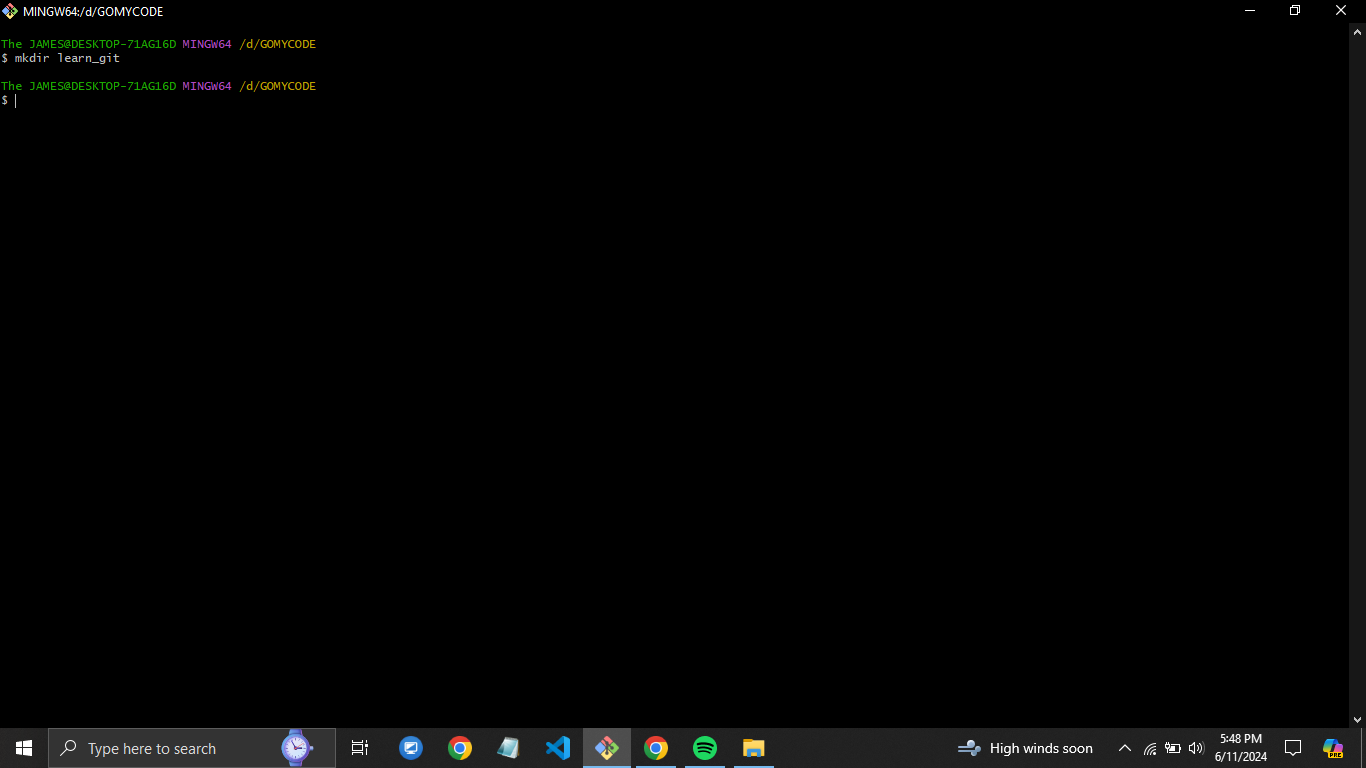 MINGW64:/d/GOMYCODE
The JAMES@DESKTOP-71AG16D MINGW64 /d/GOMYCODE
$ mkdir learn_git
The JAMES@DESKTOP-71AG16D MINGW64 /d/GOMYCODE
$
Type here to search
High winds soon
5:48 PM
6/11/2024
PRE